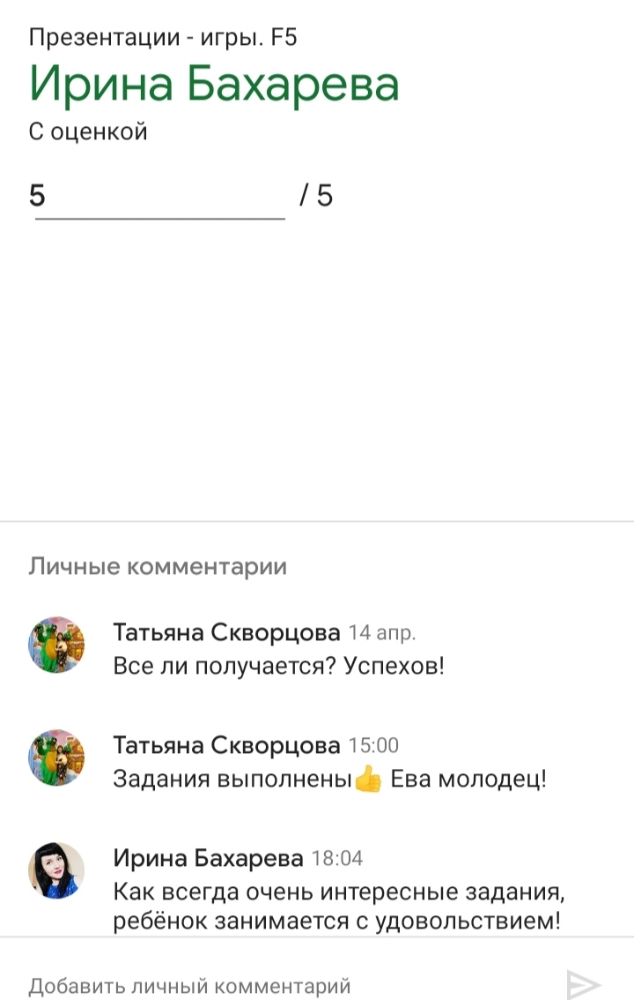 Презентации - игры. F5
Ирина Бахарева
С оценкой
5 / 5
Личные комментарии
Татьяна Скворцова 14 апр.
Все ли получается? Успехов!
Татьяна Скворцова 15:00
Задания выполнены👍 Ева молодец!
Ирина Бахарева 18:04
Как всегда очень интересные задания,
ребёнок занимается с удовольствием!
Добавить личный комментарий